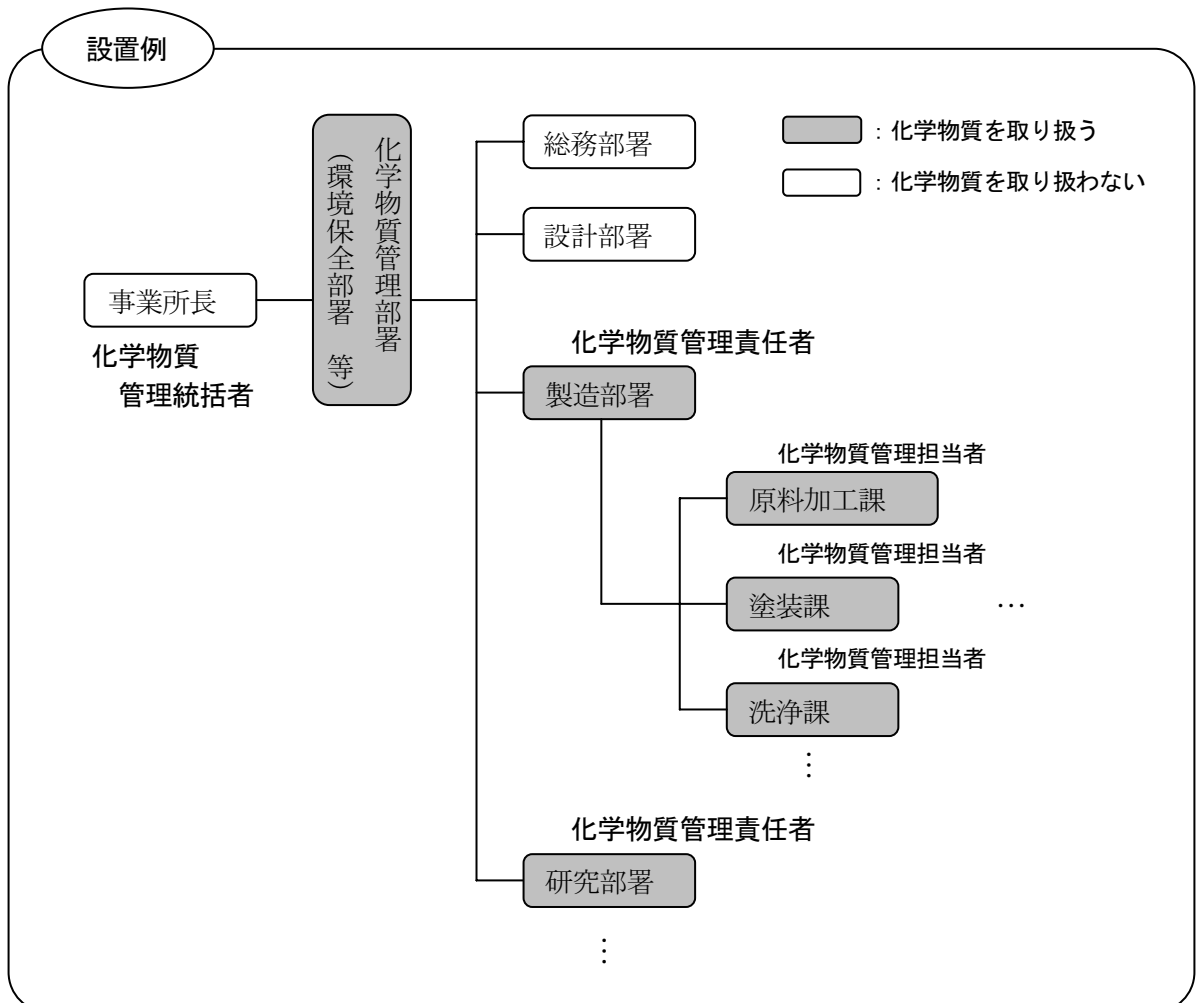 設置例
：化学物質を取り扱う
：化学物質を取り扱わない
事業所長
化学物質
管理統括者
化学物質管理部署
（環境保全部署　等）
総務部署
設計部署
化学物質管理責任者
製造部署
化学物質管理担当者
原料加工課
化学物質管理担当者
塗装課
…
化学物質管理担当者
洗浄課
⋮
化学物質管理責任者
研究部署
⋮